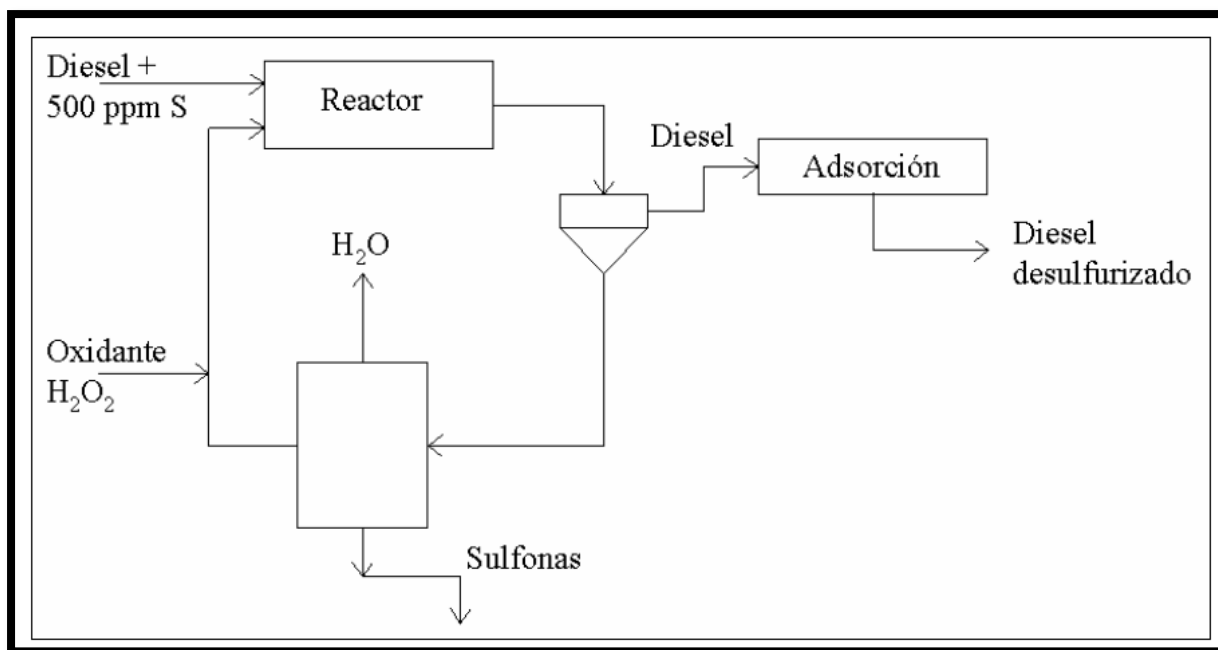 Diesel +
500 ppm S
Reactor
Diesel
Adsorción
Diesel
desulfurizado
H₂O
Oxidante
H₂O₂
Sulfonas